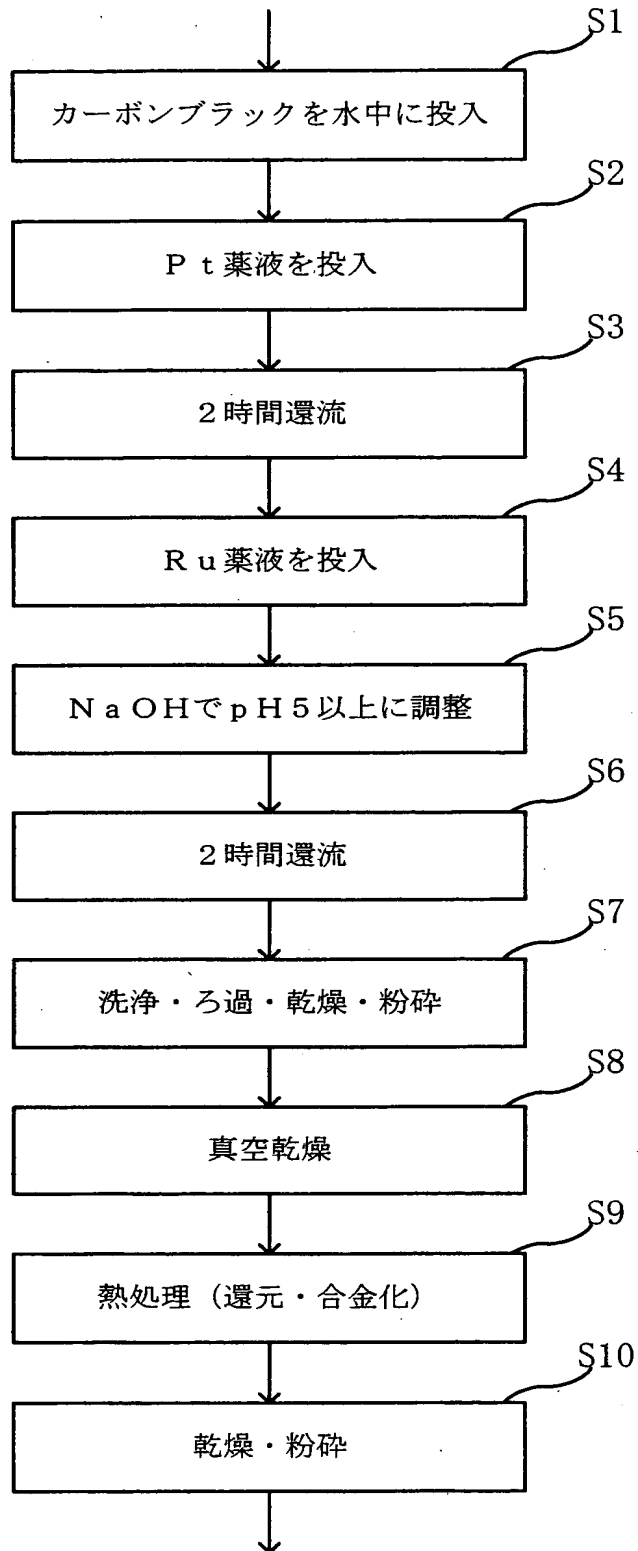 S1
カーボンブラックを水中に投入
S2
Ｐｔ薬液を投入
S3
２時間還流
S4
Ｒｕ薬液を投入
S5
ＮａＯＨでｐＨ５以上に調整
S6
２時間還流
S7
洗浄・ろ過・乾燥・粉砕
S8
真空乾燥
S9
熱処理（還元・合金化）
S10
乾燥・粉砕